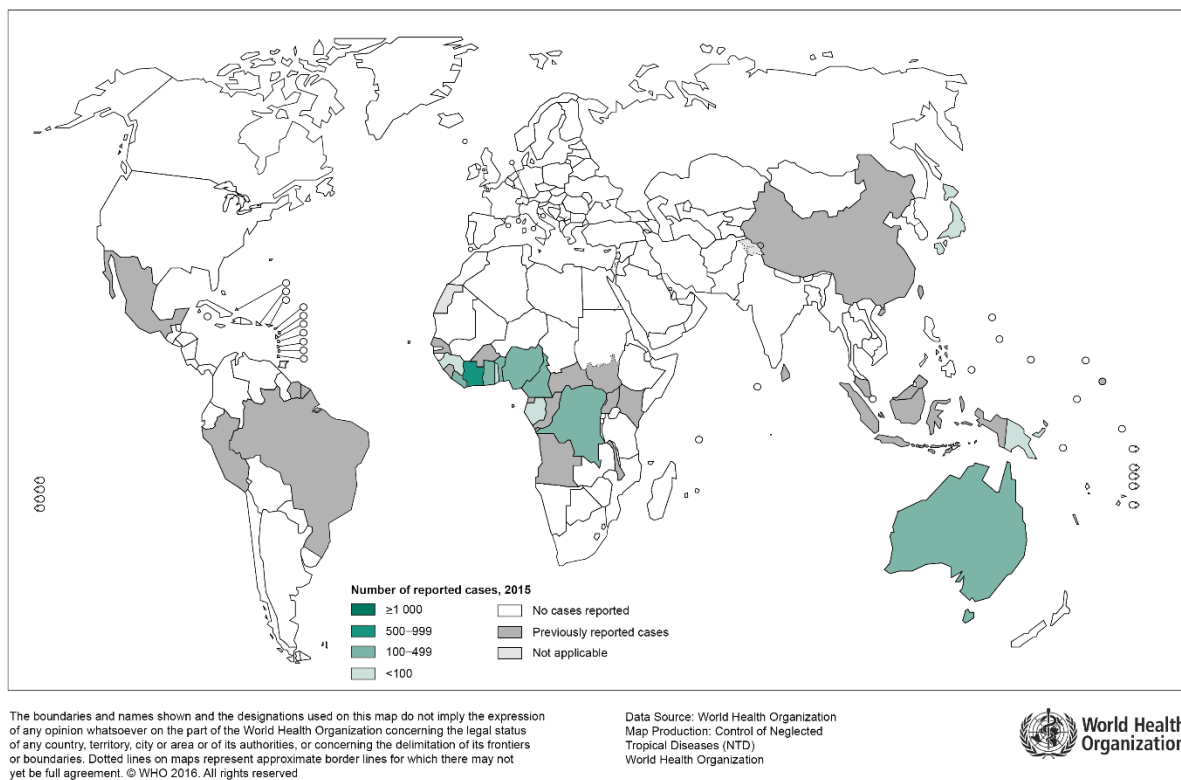 Number of reported cases, 2015
≥1 000
500–999
100–499
<100
No cases reported
Previously reported cases
Not applicable
The boundaries and names shown and the designations used on this map do not imply the expression
of any opinion whatsoever on the part of the World Health Organization concerning the legal status
of any country, territory, city or area or of its authorities, or concerning the delimitation of its frontiers
or boundaries. Dotted lines on maps represent approximate border lines for which there may not
yet be full agreement. © WHO 2016. All rights reserved
Data Source: World Health Organization
Map Production: Control of Neglected
Tropical Diseases (NTD)
World Health Organization
World Health
Organization